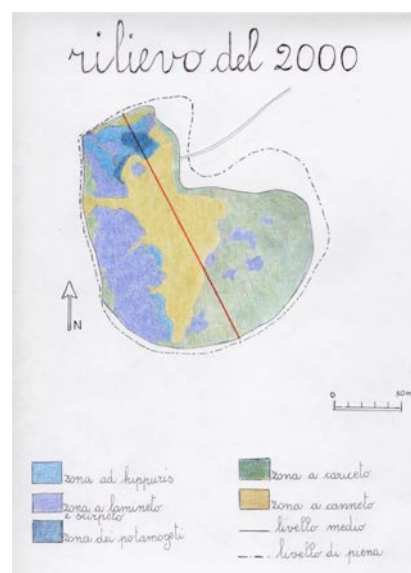 rilievo del 2000
N
0 50m
zona ad hippuris
zona a lamineto
e scirpeto
zona dei potamogeti
zona a cariceto
zona a canneto
livello medio
livello di piena